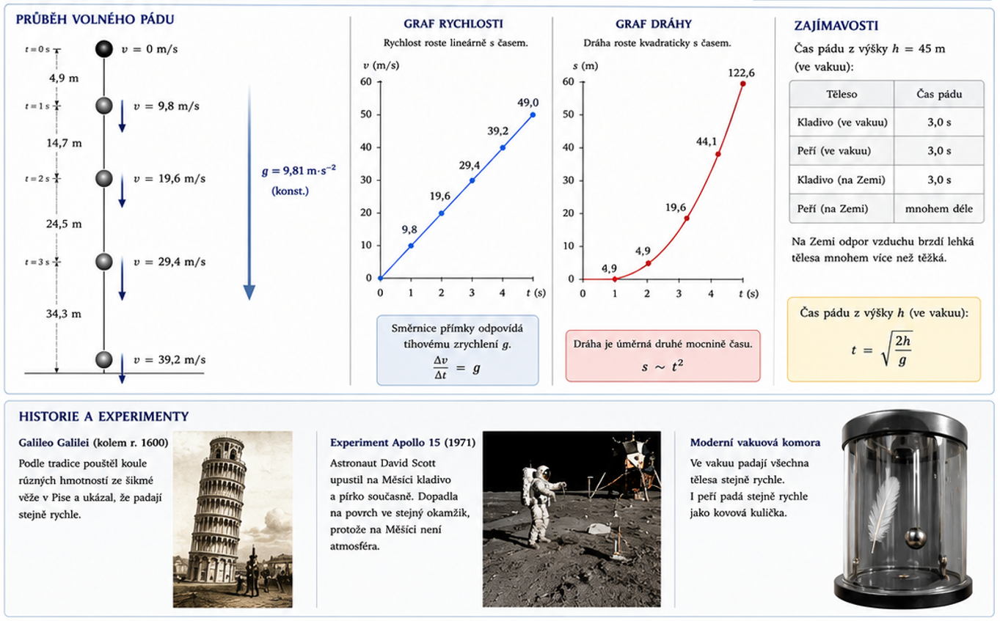 PRŮBĚH VOLNÉHO PÁDU
t = 0 s
v = 0 m/s
4,9 m
t = 1 s
v = 9,8 m/s
14,7 m
t = 2 s
v = 19,6 m/s
24,5 m
t = 3 s
v = 29,4 m/s
34,3 m
v = 39,2 m/s
g = 9,81 m·s⁻²
(konst.)
GRAF RYCHLOSTI
Rychlost roste lineárně s časem.
v (m/s)
60
50
40
30
20
10
0
9,8
19,6
29,4
39,2
49,0
0 1 2 3 4 t (s)
Směrnice přímky odpovídá
tíhovému zrychlení g.
Δv/Δt = g
GRAF DRÁHY
Dráha roste kvadraticky s časem.
s (m)
60
50
40
30
20
10
0
4,9
4,9
19,6
44,1
122,6
0 1 2 3 4 t (s)
Dráha je úměrná druhé mocnině času.
s ~ t²
ZAJÍMAVOSTI
Čas pádu z výšky h = 45 m
(ve vakuu):
Těleso Čas pádu
Kladivo (ve vakuu) 3,0 s
Peří (ve vakuu) 3,0 s
Kladivo (na Zemi) 3,0 s
Peří (na Zemi) mnohem déle
Na Zemi odpor vzduchu brzdí lehká
tělesa mnohem více než těžká.
Čas pádu z výšky h (ve vakuu):
t = √(2h/g)
HISTORIE A EXPERIMENTY
Galileo Galilei (kolem r. 1600)
Podle tradice pouštěl koule
různých hmotností ze šikmé
věže v Pise a ukázal, že padají
stejně rychle.
Experiment Apollo 15 (1971)
Astronaut David Scott
upustil na Měsíci kladivo
a pírko současně. Dopadla
na povrch ve stejný okamžik,
protože na Měsíci není
atmosféra.
Moderní vakuová komora
Ve vakuu padají všechna
tělesa stejně rychle.
I peří padá stejně rychle
jako kovová kulička.